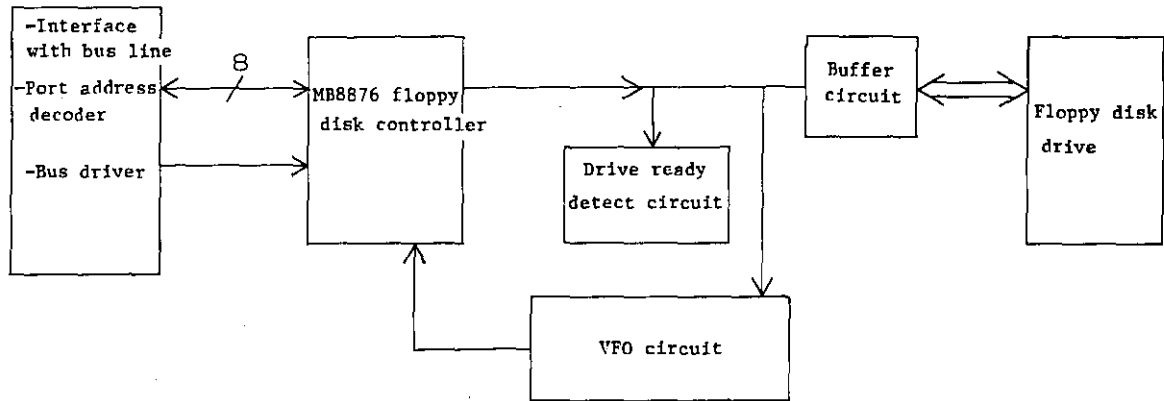 -Interface
with bus line
-Port address
decoder
-Bus driver
8
MB8876 floppy
disk controller
Drive ready
detect circuit
VFO circuit
Buffer
circuit
Floppy disk
drive